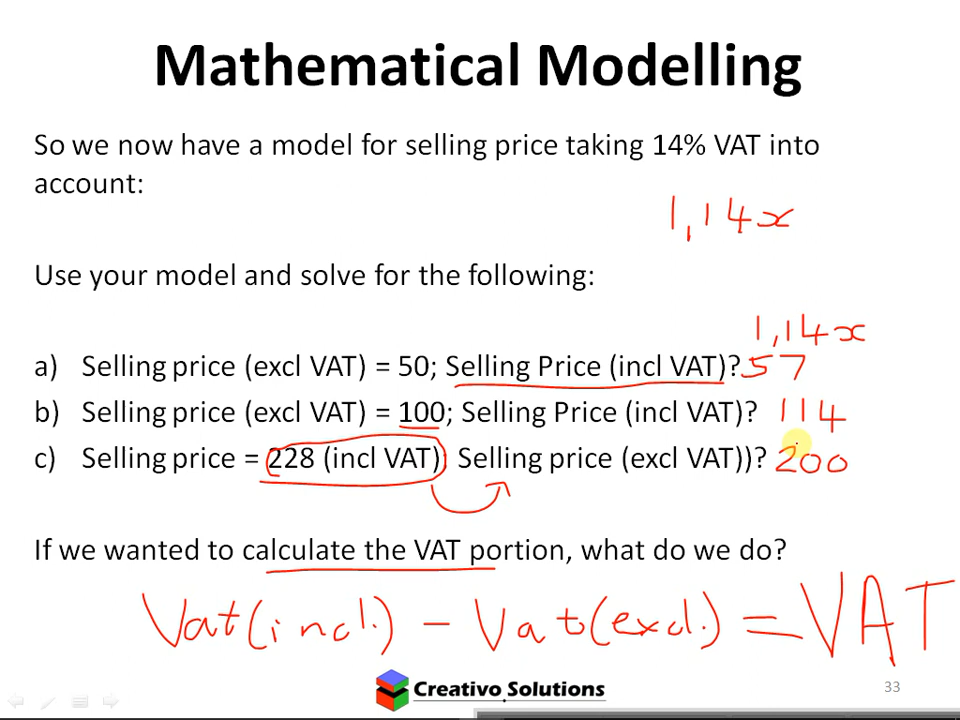 Mathematical Modelling
So we now have a model for selling price taking 14% VAT into
account:
1,14x
Use your model and solve for the following:
1,14x
a) Selling price (excl VAT) = 50; Selling Price (incl VAT)? 57
b) Selling price (excl VAT) = 100; Selling Price (incl VAT)? 114
c) Selling price = 228 (incl VAT); Selling price (excl VAT))? 200
If we wanted to calculate the VAT portion, what do we do?
Vat(incl.) - Vat(excl.) = VAT
Creativo Solutions
33